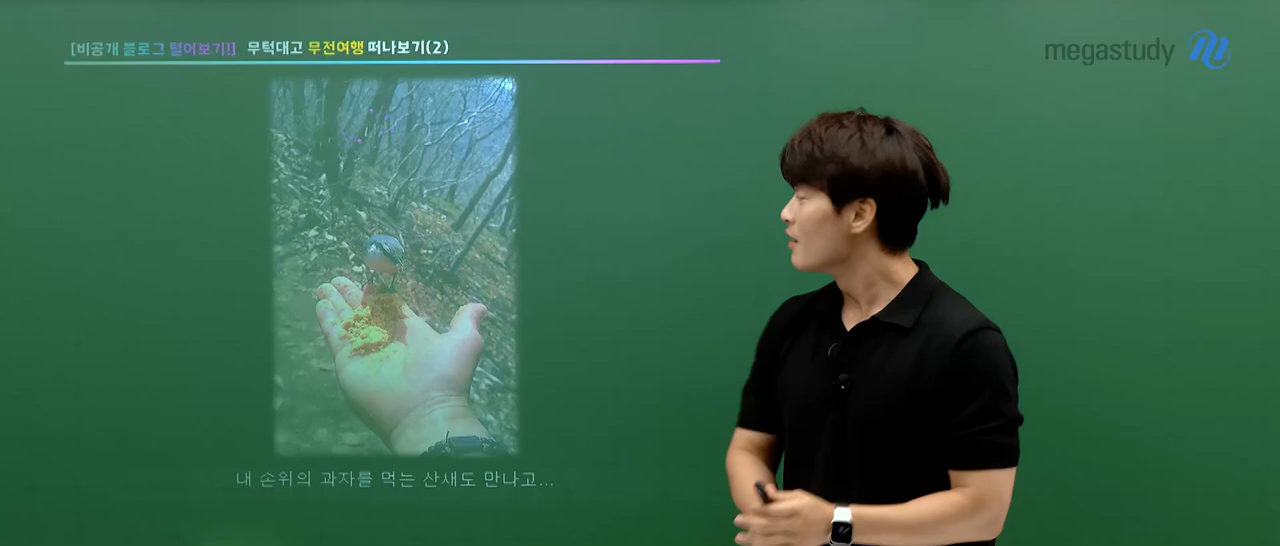 [비공개 블로그 털어보기!] 무턱대고 무전여행 떠나보기(2)
megastudy
내 손위의 과자를 먹는 산새도 만나고...